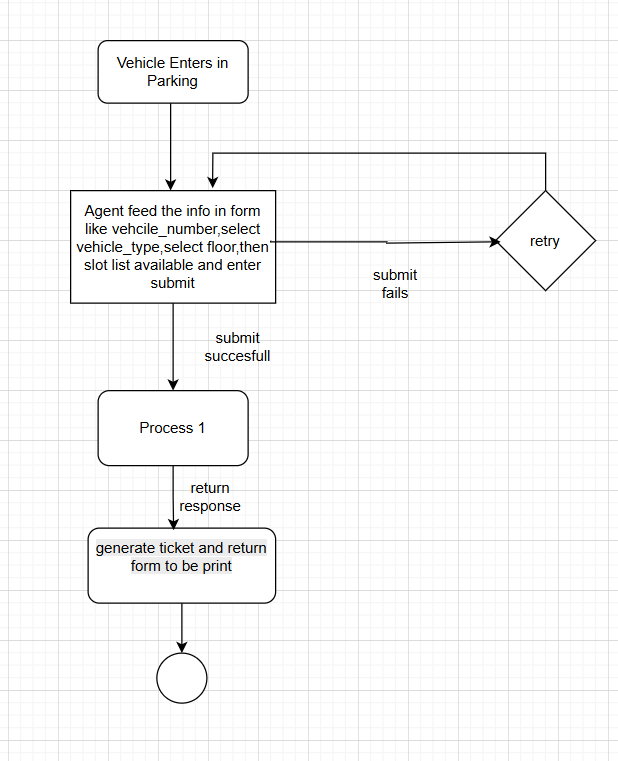 Vehicle Enters in
Parking
Agent feed the info in form
like vehcile_number,select
vehicle_type,select floor,then
slot list available and enter
submit
retry
submit
fails
submit
succesfull
Process 1
return
response
generate ticket and return
form to be print